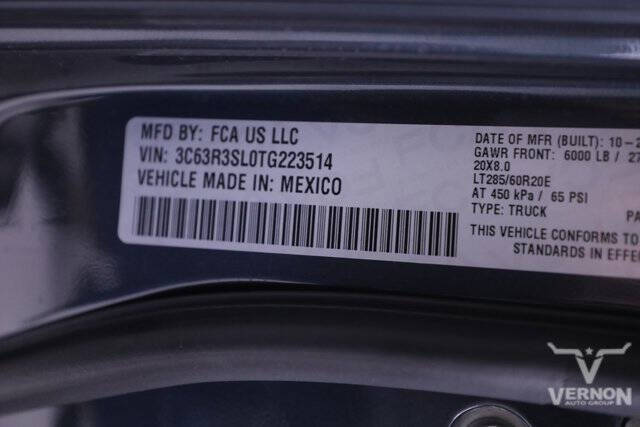 MFD BY: FCA US LLC
VIN: 3C63R3SL0TG223514
VEHICLE MADE IN: MEXICO
DATE OF MFR (BUILT): 10-2
GAWR FRONT: 6000 LB / 27
20X8.0
LT285/60R20E
AT 450 kPa / 65 PSI
TYPE: TRUCK
THIS VEHICLE CONFORMS TO
STANDARDS IN EFFE
VERNON
AUTO GROUP